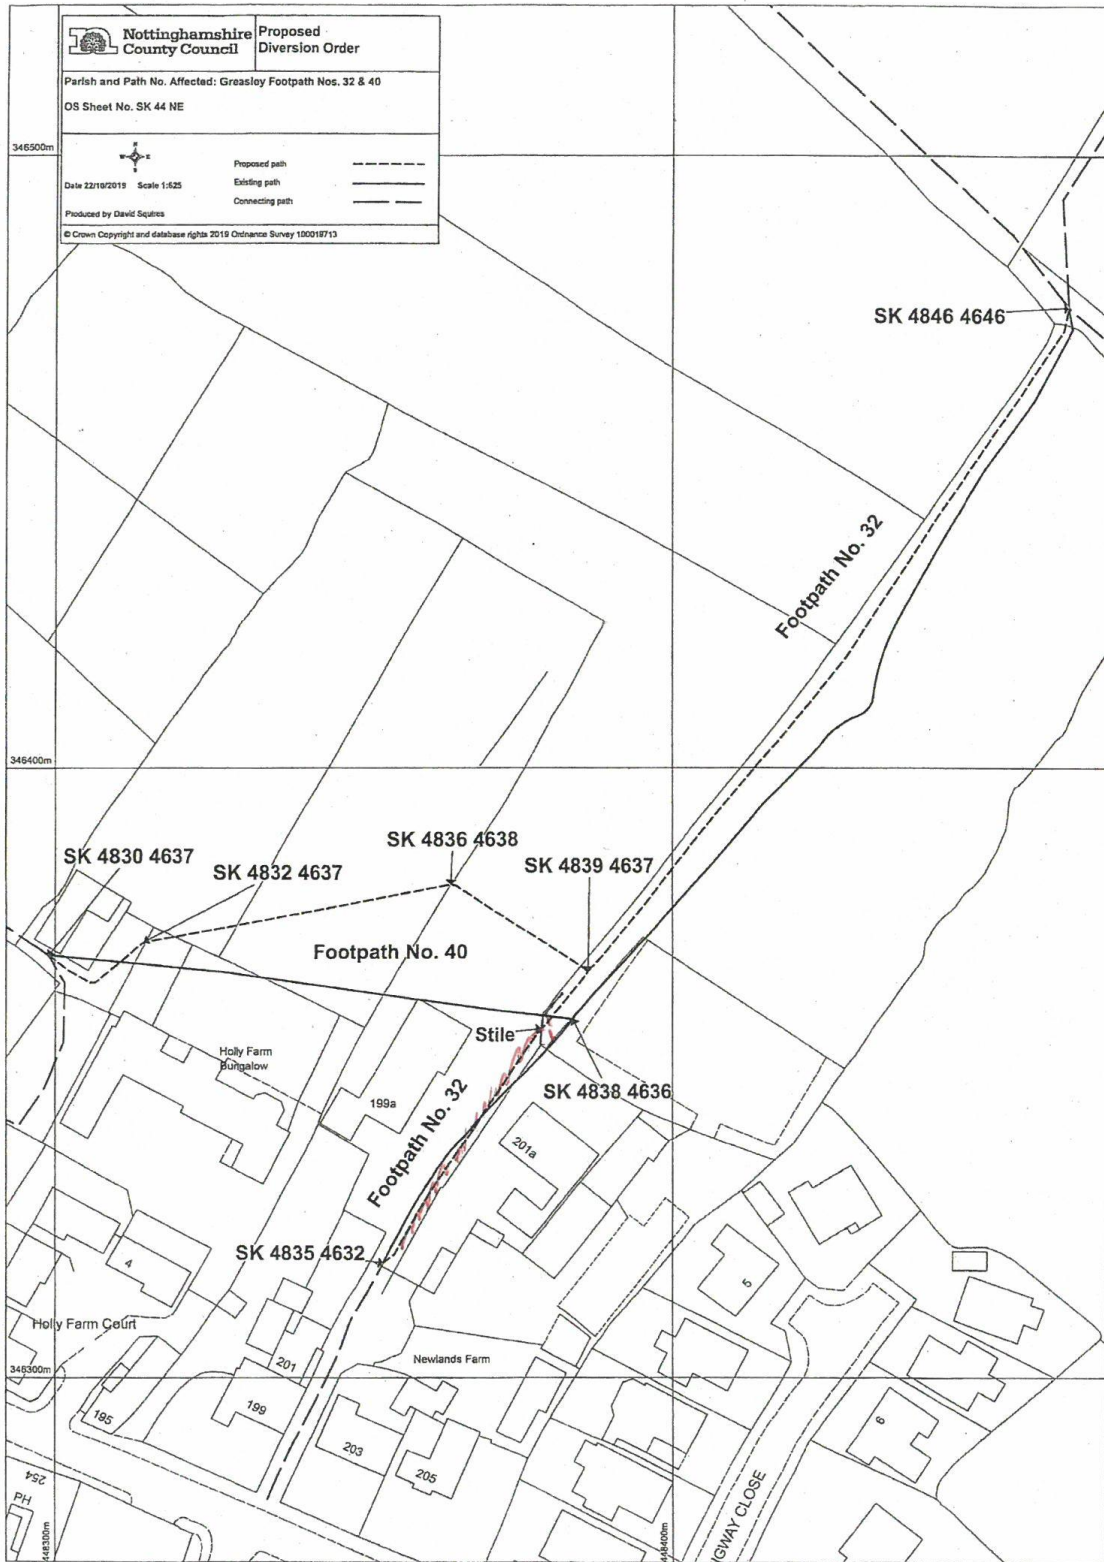 Nottinghamshire
County Council
Proposed
Diversion Order
Parish and Path No. Affected: Greasley Footpath Nos. 32 & 40
OS Sheet No. SK 44 NE
N
W E
S
Date 22/10/2019 Scale 1:625
Proposed path
Existing path
Connecting path
Produced by David Squires
© Crown Copyright and database rights 2019 Ordnance Survey 100019713
346500m
SK 4846 4646
Footpath No. 32
346400m
SK 4836 4638
SK 4830 4637
SK 4832 4637
SK 4839 4637
Footpath No. 40
Stile
Holly Farm
Bungalow
SK 4838 4636
199a
Footpath No. 32
201a
SK 4835 4632
4
5
Holly Farm Court
Newlands Farm
346300m
201
199
195
203
205
6
254
PH
GWAY CLOSE
448300m
448400m